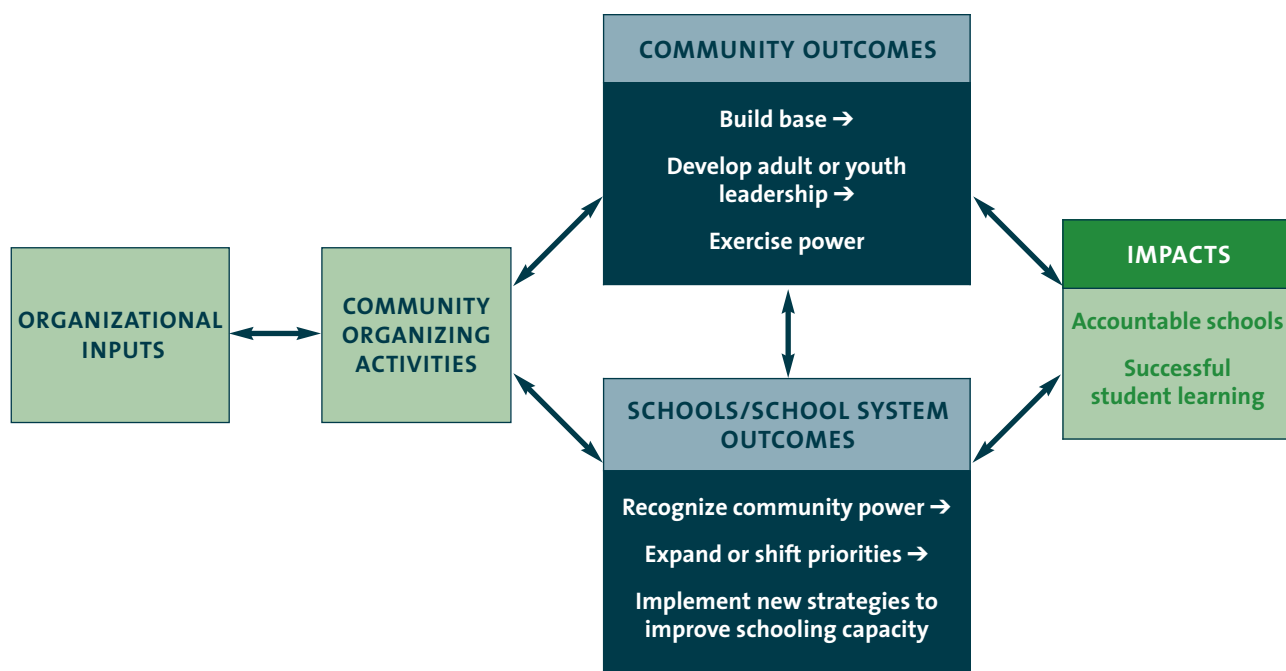 ORGANIZATIONAL
INPUTS
COMMUNITY
ORGANIZING
ACTIVITIES
COMMUNITY OUTCOMES
Build base ➔
Develop adult or youth
leadership ➔
Exercise power
SCHOOLS/SCHOOL SYSTEM
OUTCOMES
Recognize community power ➔
Expand or shift priorities ➔
Implement new strategies to
improve schooling capacity
IMPACTS
Accountable schools
Successful
student learning